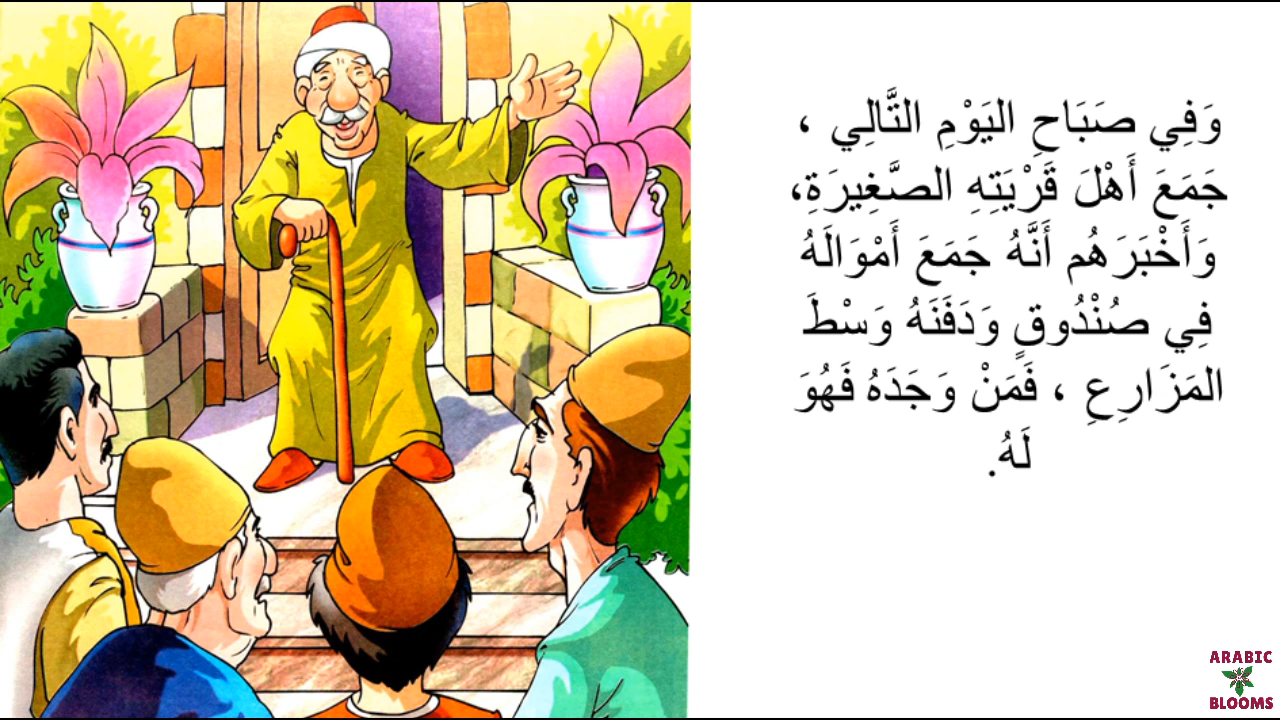 وَفِي صَبَاحِ اليَوْمِ التَّالِي ،
جَمَعَ أَهْلَ قَرْيَتِهِ الصَّغِيرَةِ،
وَأَخْبَرَهُم أَنَّهُ جَمَعَ أَمْوَالَهُ
فِي صُنْدُوقٍ وَدَفَنَهُ وَسْطَ
المَزَارِعِ ، فَمَنْ وَجَدَهُ فَهُوَ
لَهُ.
ARABIC
BLOOMS